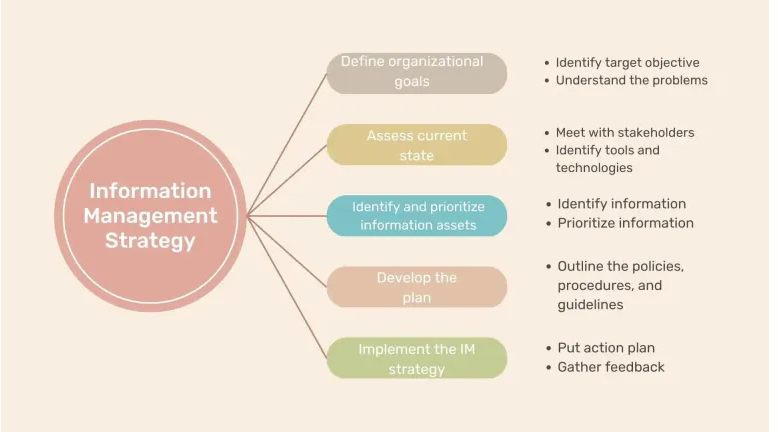 Information
Management
Strategy
Define organizational
goals
• Identify target objective
• Understand the problems
Assess current
state
• Meet with stakeholders
• Identify tools and
technologies
Identify and prioritize
information assets
• Identify information
• Prioritize information
Develop the
plan
• Outline the policies,
procedures, and
guidelines
Implement the IM
strategy
• Put action plan
• Gather feedback